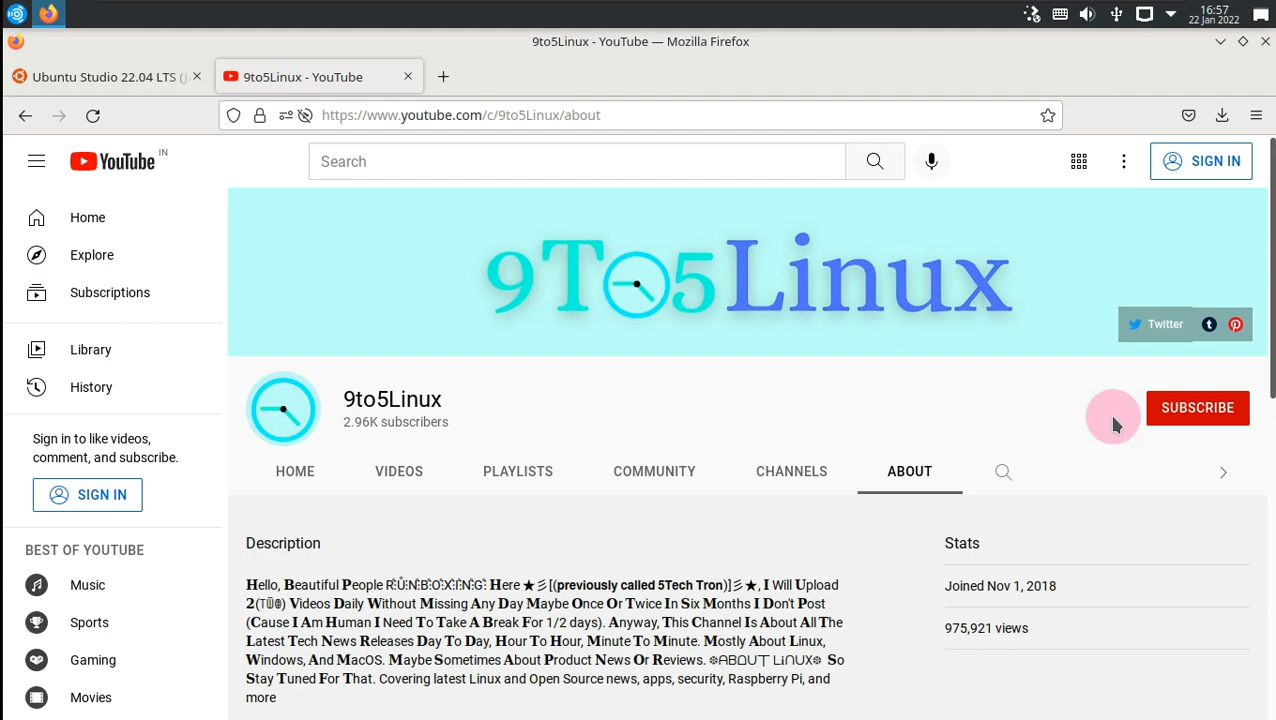 16:57
22 Jan 2022
9to5Linux - YouTube — Mozilla Firefox
Ubuntu Studio 22.04 LTS (J
9to5Linux - YouTube
https://www.youtube.com/c/9to5Linux/about
YouTube IN
Search
SIGN IN
Home
Explore
Subscriptions
Library
History
Sign in to like videos,
comment, and subscribe.
SIGN IN
BEST OF YOUTUBE
Music
Sports
Gaming
Movies
9To5Linux
Twitter
9to5Linux
2.96K subscribers
SUBSCRIBE
HOME VIDEOS PLAYLISTS COMMUNITY CHANNELS ABOUT
Description
Hello, Beautiful People RUNBOXING Here ★彡[(previously called 5Tech Tron)]彡★, I Will Upload
2(TWO) Videos Daily Without Missing Any Day Maybe Once Or Twice In Six Months I Don't Post
(Cause I Am Human I Need To Take A Break For 1/2 days). Anyway, This Channel Is About All The
Latest Tech News Releases Day To Day, Hour To Hour, Minute To Minute. Mostly About Linux,
Windows, And MacOS. Maybe Sometimes About Product News Or Reviews. ABOUT LINUX So
Stay Tuned For That. Covering latest Linux and Open Source news, apps, security, Raspberry Pi, and
more
Stats
Joined Nov 1, 2018
975,921 views